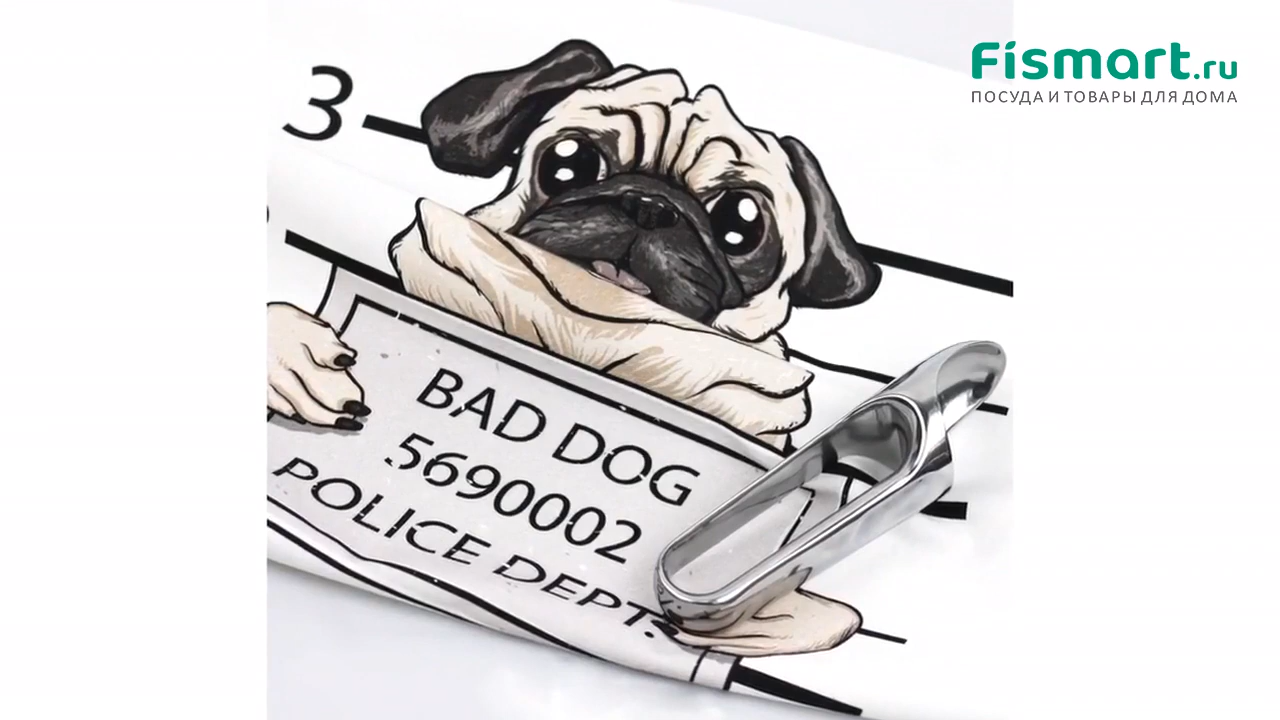 Fismart.ru
ПОСУДА И ТОВАРЫ ДЛЯ ДОМА
3
BAD DOG
5690002
POLICE DEPT.